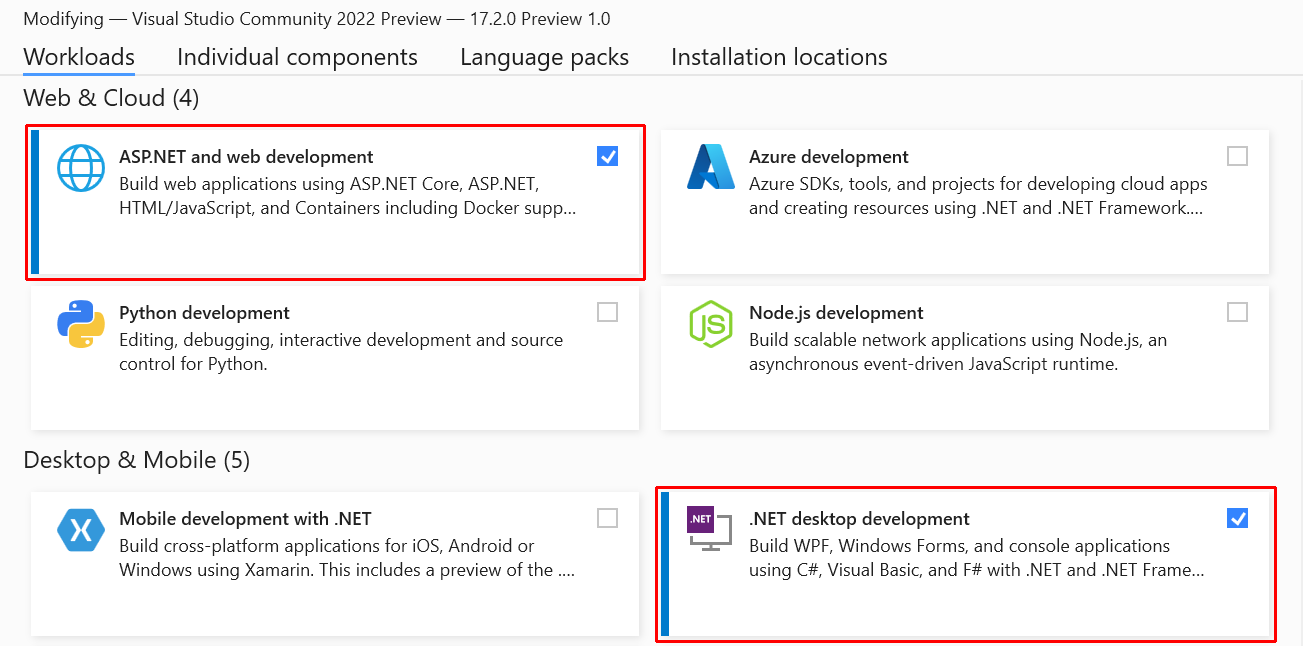 Modifying — Visual Studio Community 2022 Preview — 17.2.0 Preview 1.0
Workloads Individual components Language packs Installation locations
Web & Cloud (4)
ASP.NET and web development
Build web applications using ASP.NET Core, ASP.NET,
HTML/JavaScript, and Containers including Docker supp...
Azure development
Azure SDKs, tools, and projects for developing cloud apps
and creating resources using .NET and .NET Framework....
Python development
Editing, debugging, interactive development and source
control for Python.
JS
Node.js development
Build scalable network applications using Node.js, an
asynchronous event-driven JavaScript runtime.
Desktop & Mobile (5)
Mobile development with .NET
Build cross-platform applications for iOS, Android or
Windows using Xamarin. This includes a preview of the ....
.NET
.NET desktop development
Build WPF, Windows Forms, and console applications
using C#, Visual Basic, and F# with .NET and .NET Frame...